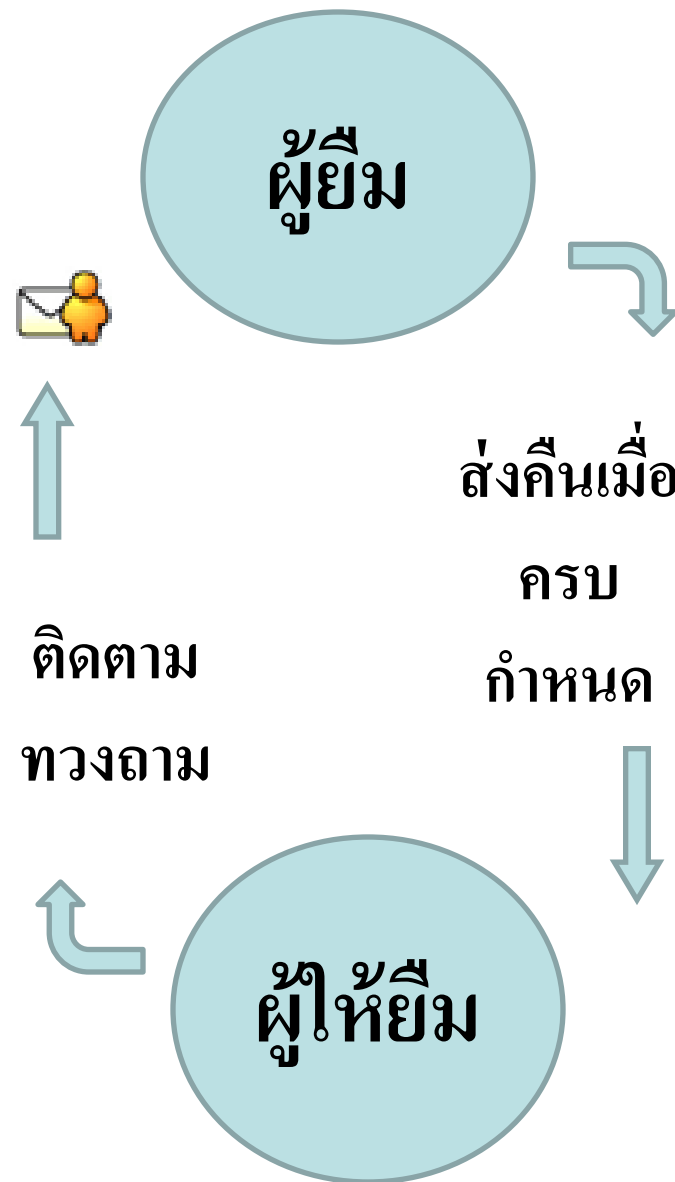 ผู้ยืม
ส่งคืนเมื่อ
ครบ
กำหนด
ติดตาม
ทวงถาม
ผู้ให้ยืม